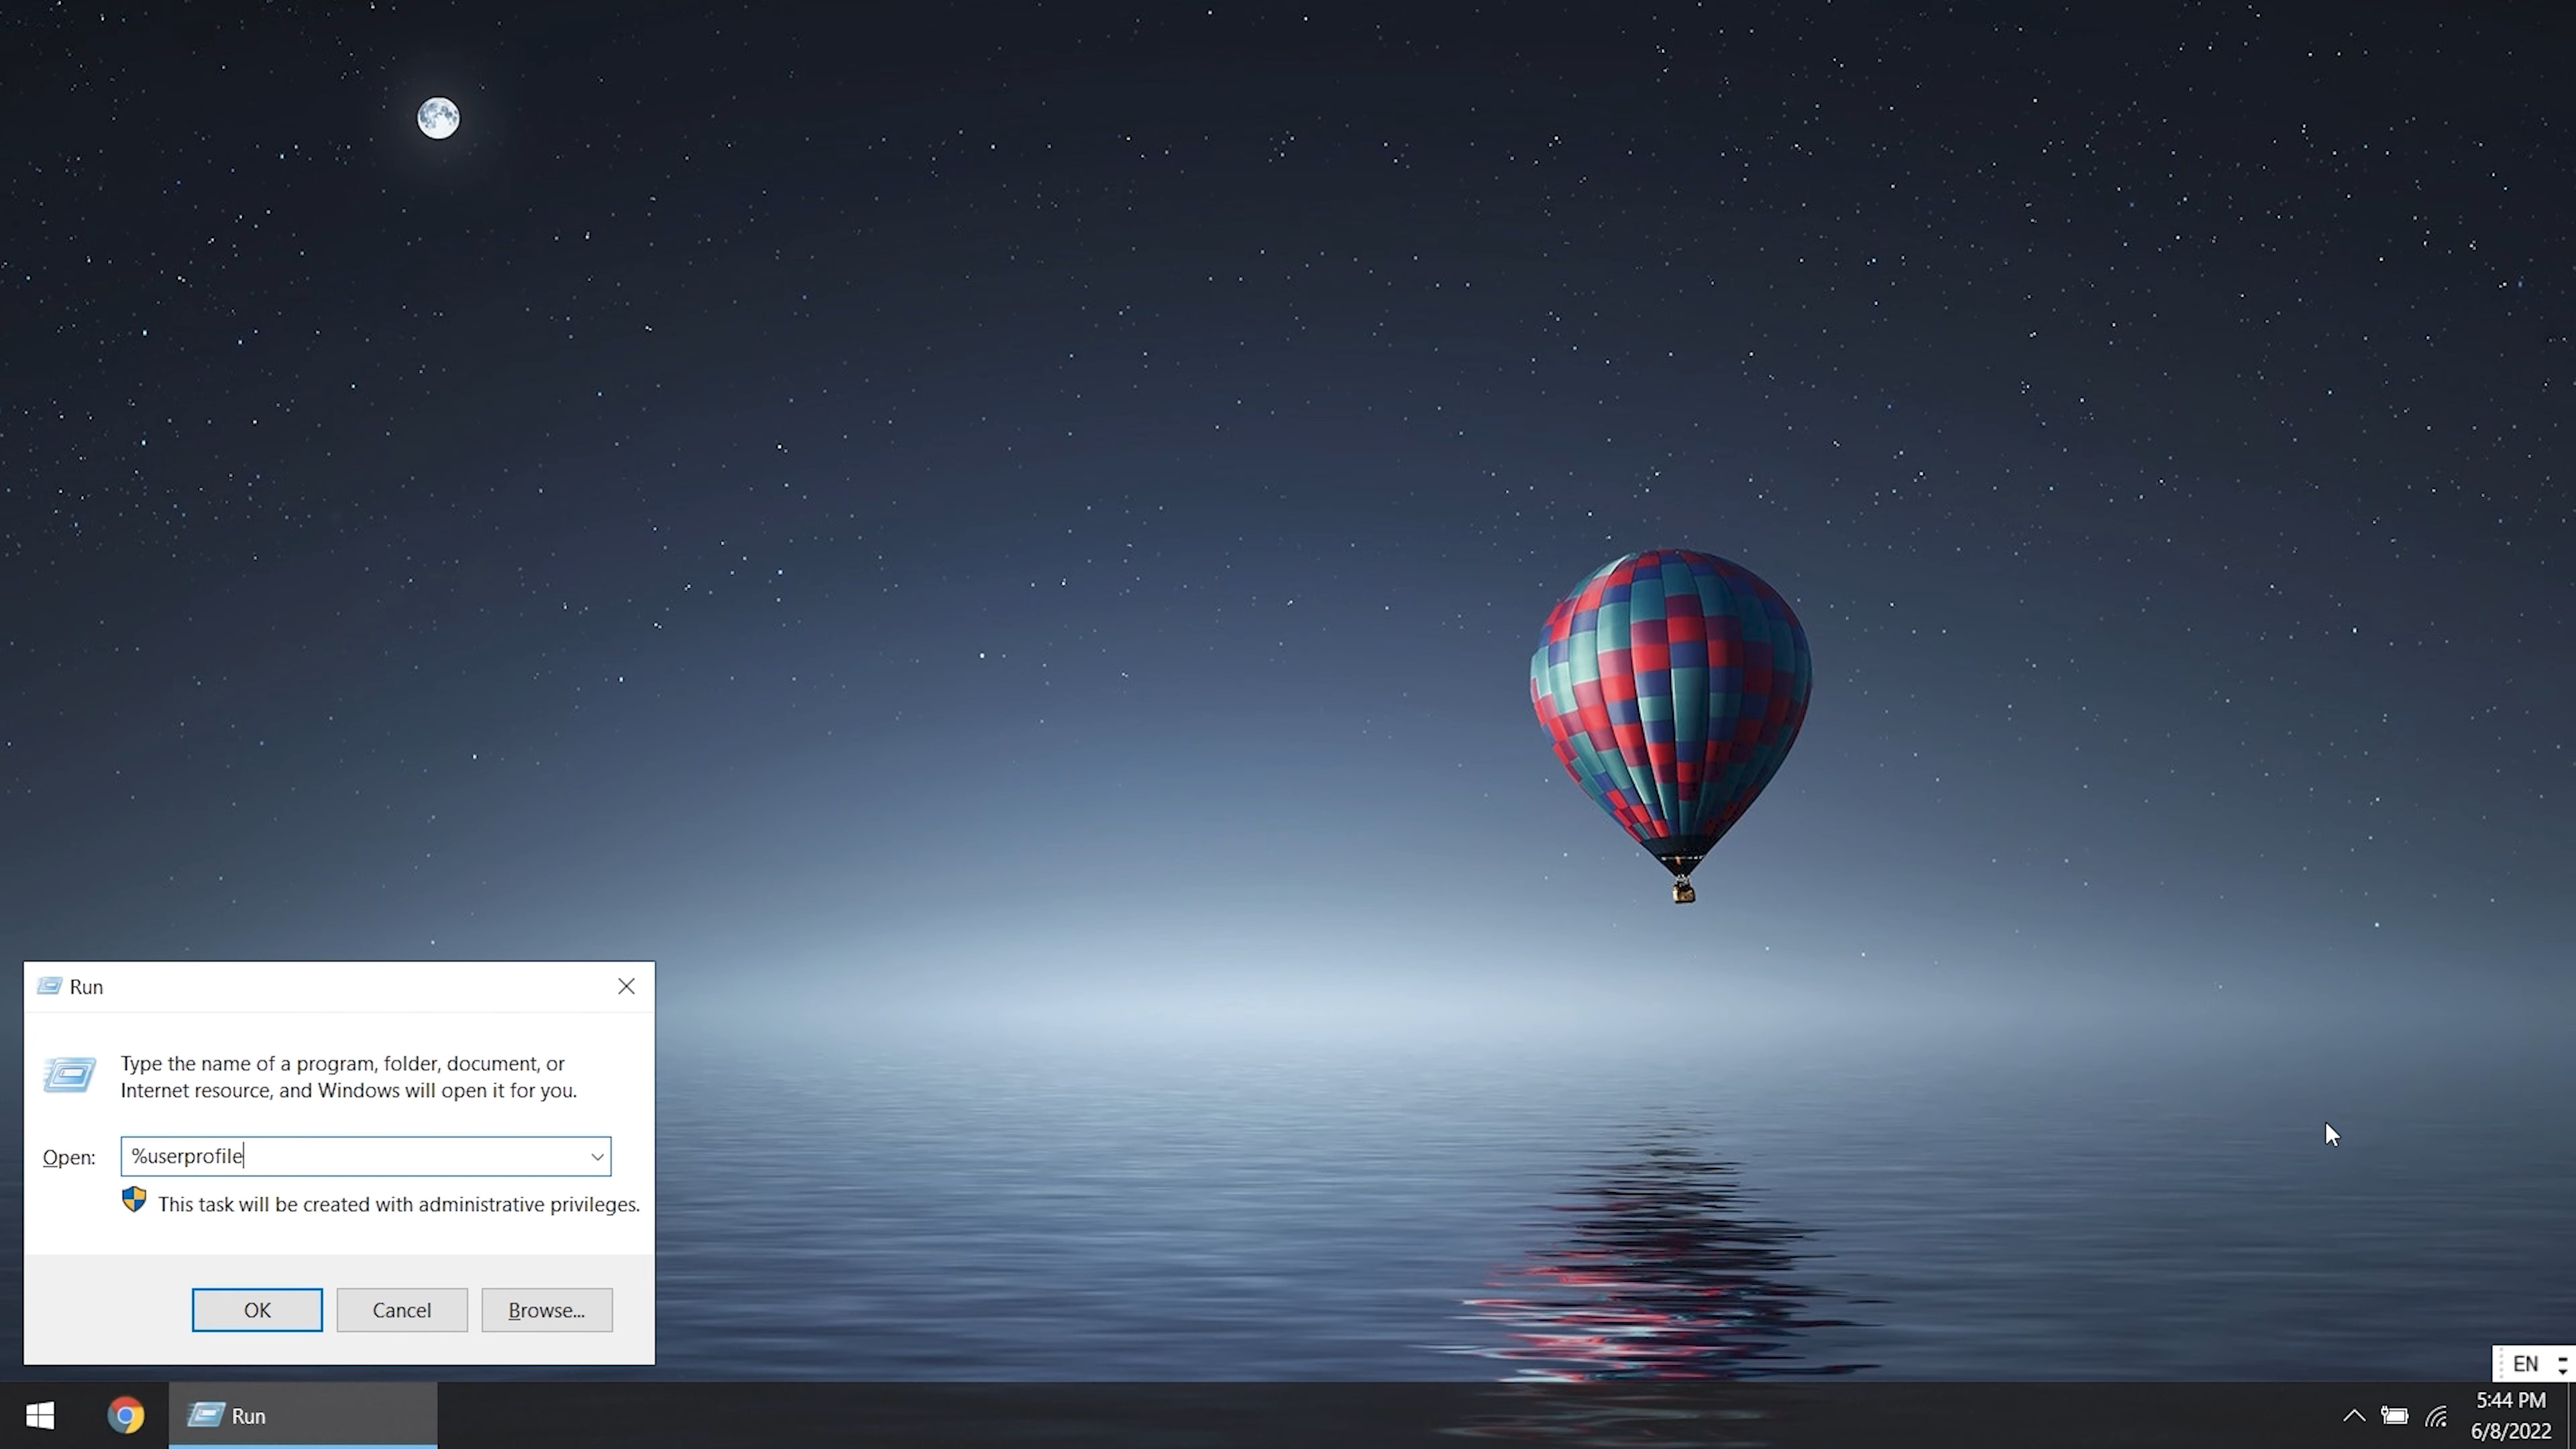 Run
Type the name of a program, folder, document, or
Internet resource, and Windows will open it for you.
Open: %userprofile
This task will be created with administrative privileges.
OK Cancel Browse...
EN
Run
5:44 PM
6/8/2022